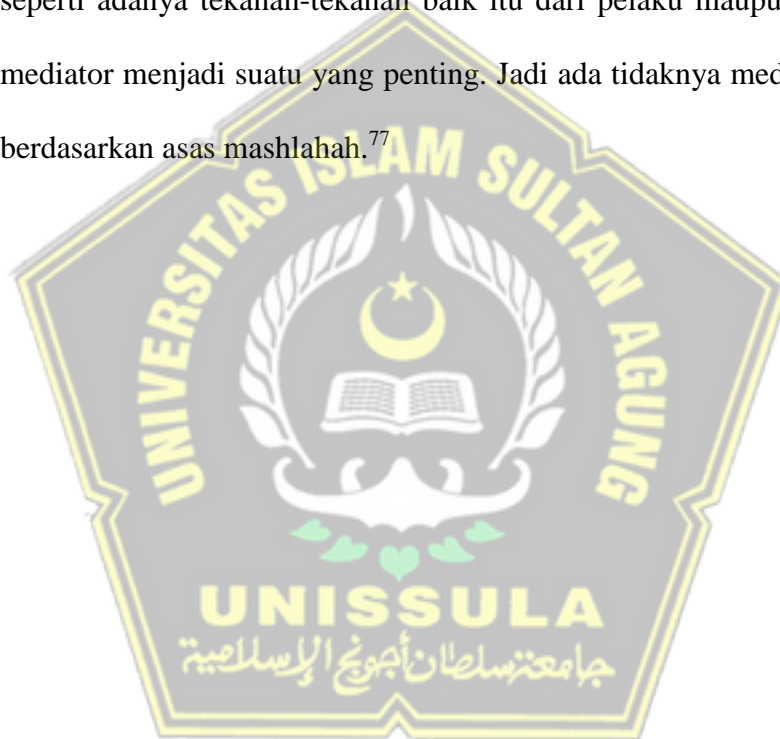 seperti adanya tekanan-tekanan baik itu dari pelaku maupu
mediator menjadi suatu yang penting. Jadi ada tidaknya med
berdasarkan asas mashlahah.77
UNIVERSITAS ISLAM SULTAN AGUNG
UNISSULA
جامعة سلطان أجونج الإسلامية